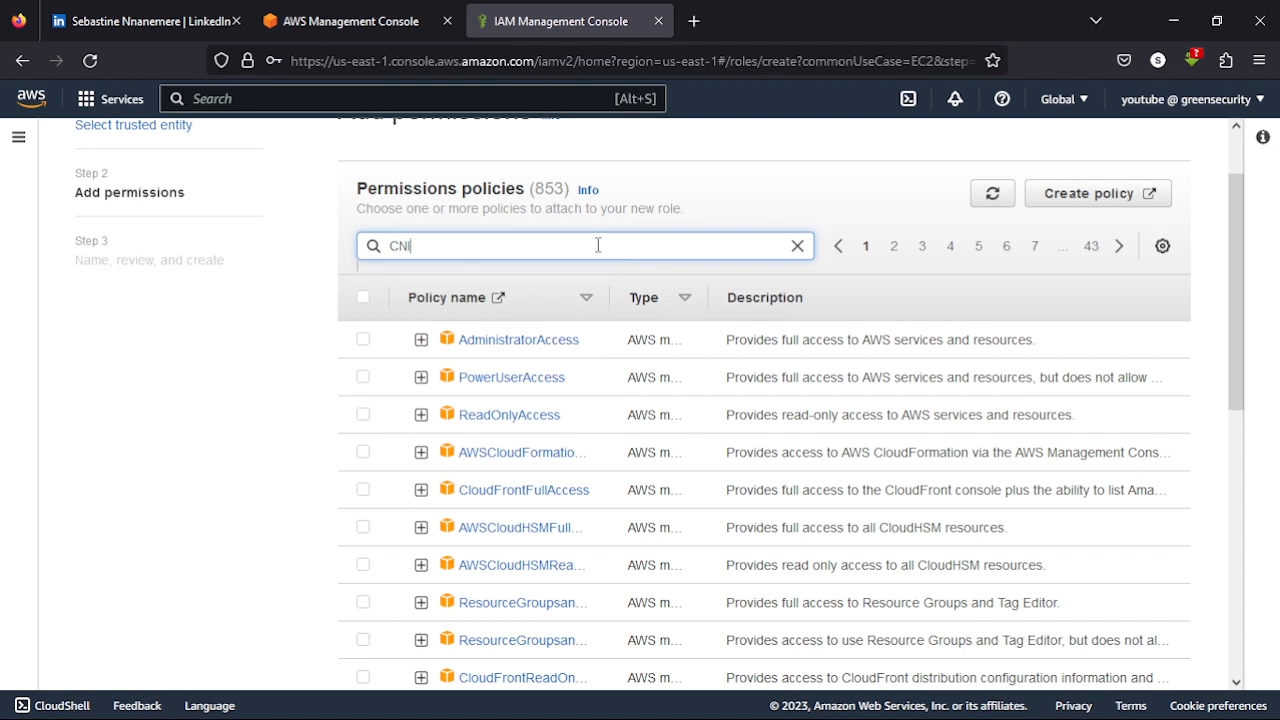 Sebastine Nnanemere | LinkedIn
AWS Management Console
IAM Management Console
https://us-east-1.console.aws.amazon.com/iamv2/home?region=us-east-1#/roles/create?commonUseCase=EC2&step=
S
?
aws
Services
Search
[Alt+S]
Global
youtube @ greensecurity
Select trusted entity
Step 2
Add permissions
Step 3
Name, review, and create
Add permissions Info
Permissions policies (853) Info
Choose one or more policies to attach to your new role.
Create policy
CNI
1 2 3 4 5 6 7 ... 43
Policy name Type Description
AdministratorAccess AWS m... Provides full access to AWS services and resources.
PowerUserAccess AWS m... Provides full access to AWS services and resources, but does not allow ...
ReadOnlyAccess AWS m... Provides read-only access to AWS services and resources.
AWSCloudFormatio... AWS m... Provides access to AWS CloudFormation via the AWS Management Cons...
CloudFrontFullAccess AWS m... Provides full access to the CloudFront console plus the ability to list Ama...
AWSCloudHSMFull... AWS m... Provides full access to all CloudHSM resources.
AWSCloudHSMRea... AWS m... Provides read only access to all CloudHSM resources.
ResourceGroupsan... AWS m... Provides full access to Resource Groups and Tag Editor.
ResourceGroupsan... AWS m... Provides access to use Resource Groups and Tag Editor, but does not al...
CloudFrontReadOn... AWS m... Provides access to CloudFront distribution configuration information and ...
CloudShell Feedback Language © 2023, Amazon Web Services, Inc. or its affiliates. Privacy Terms Cookie preferences